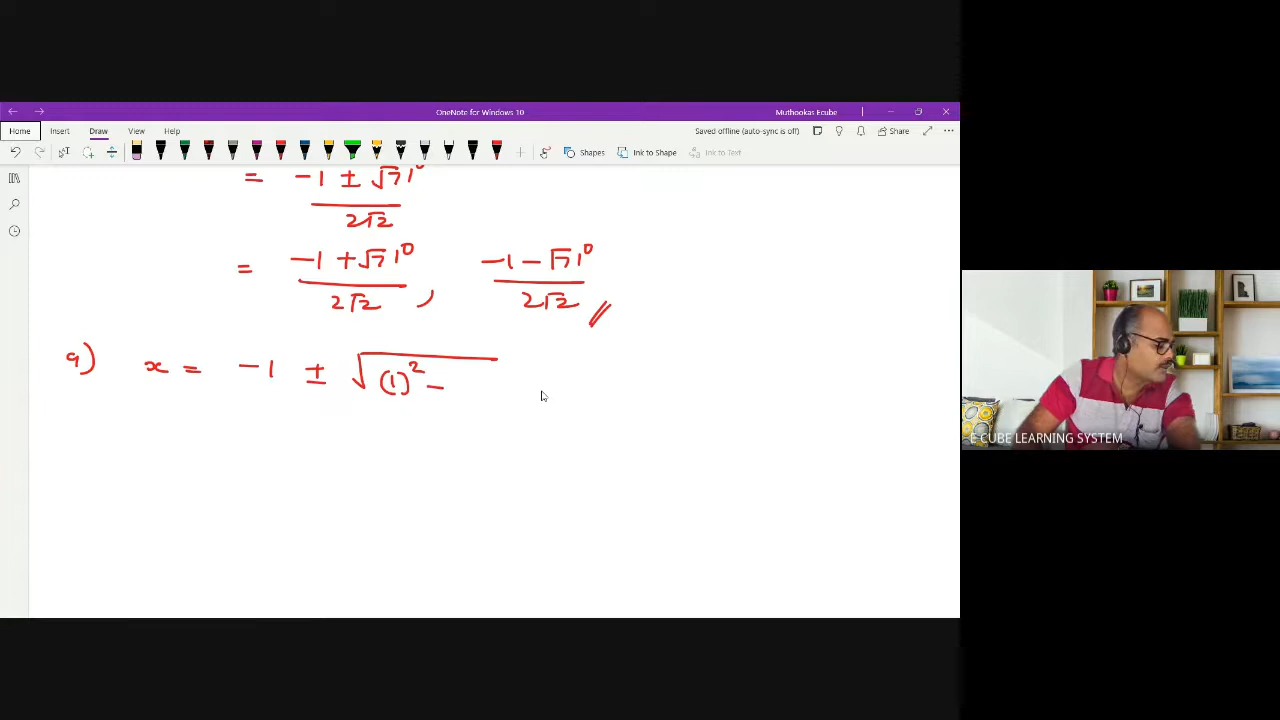 OneNote for Windows 10
Muthookas Ecube
Home Insert Draw View Help
Saved offline (auto-sync is off)
Share
Shapes
Ink to Shape
Ink to Text
= -1 ± √7 i
2√2
= -1 + √7 i , -1 - √7 i
2√2 2√2
9) x = -1 ± √(1)² -
E CUBE LEARNING SYSTEM